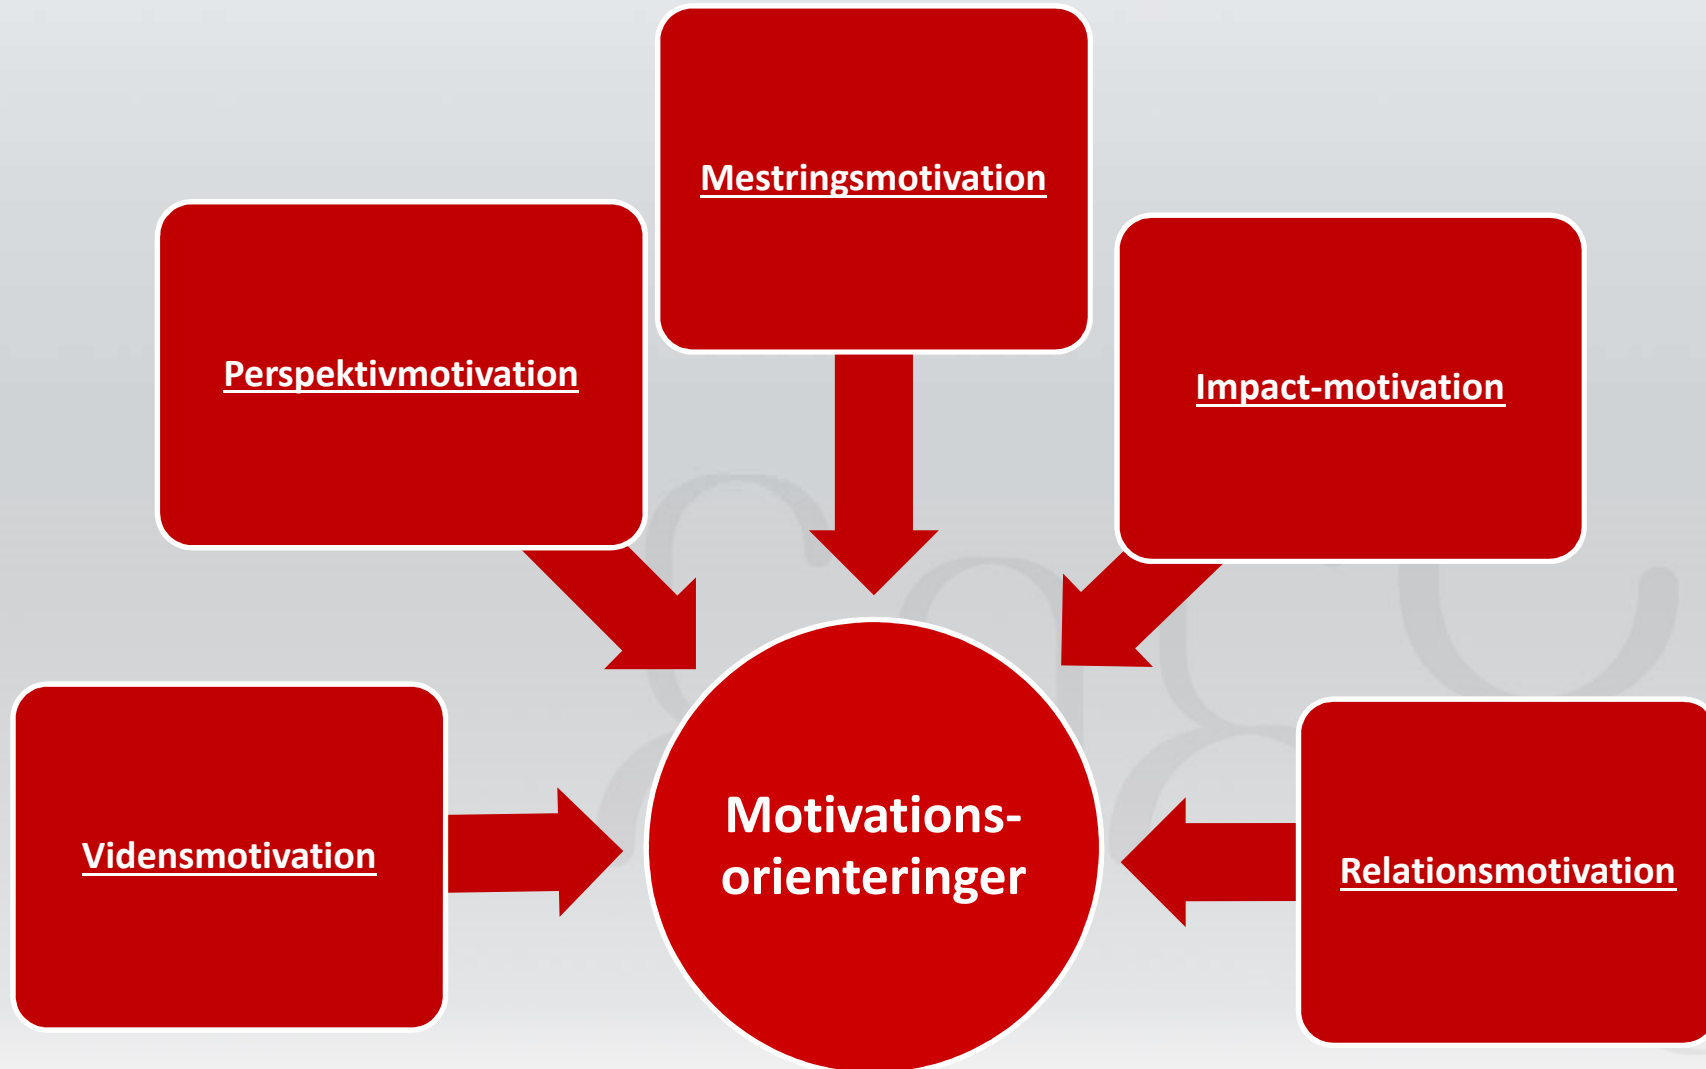 Mestringsmotivation
Perspektivmotivation
Impact-motivation
Vidensmotivation
Motivations-
orienteringer
Relationsmotivation